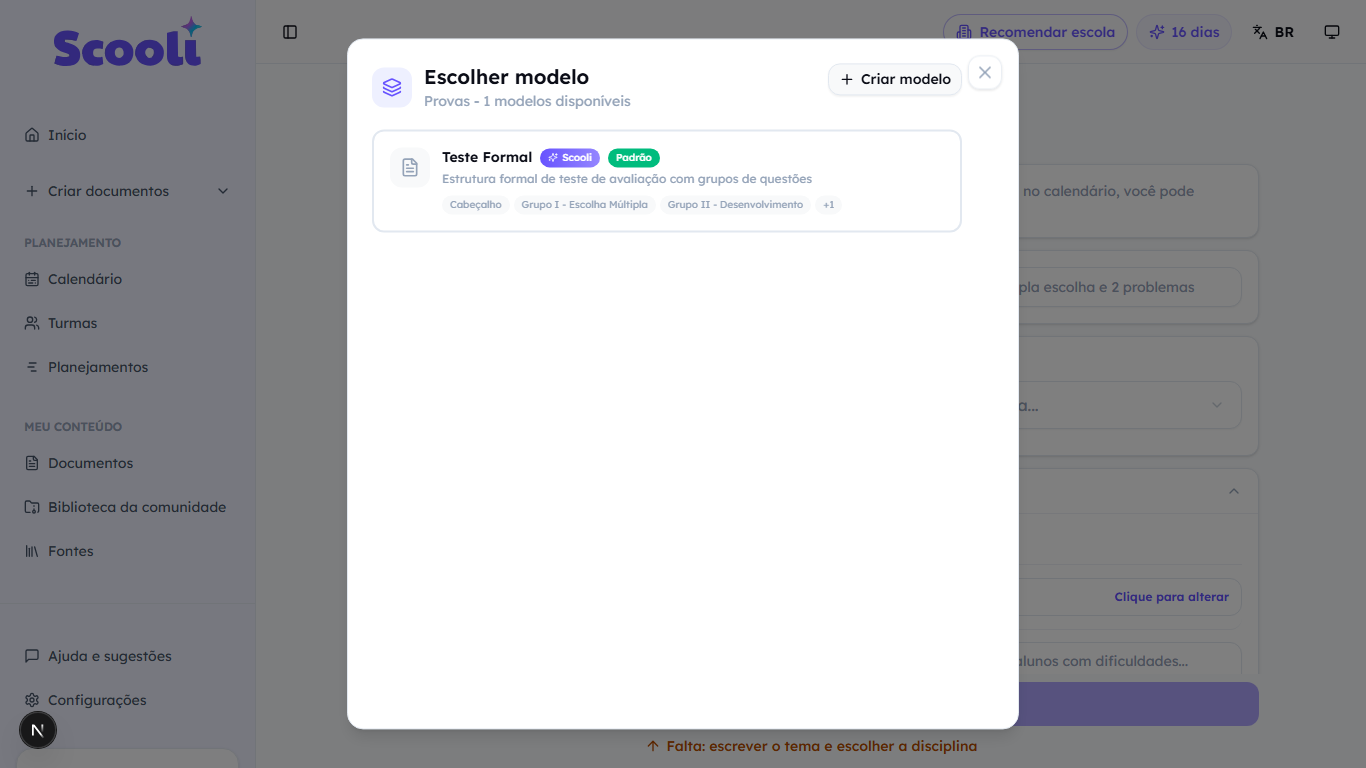 Scooli
Início
Criar documentos
PLANEJAMENTO
Calendário
Turmas
Planejamentos
MEU CONTEÚDO
Documentos
Biblioteca da comunidade
Fontes
Ajuda e sugestões
Configurações
N
Recomendar escola
16 dias
BR
Escolher modelo
Provas - 1 modelos disponíveis
Criar modelo
Teste Formal
Scooli
Padrão
Estrutura formal de teste de avaliação com grupos de questões
Cabeçalho
Grupo I - Escolha Múltipla
Grupo II - Desenvolvimento
+1
no calendário, você pode
pla escolha e 2 problemas
a...
Clique para alterar
alunos com dificuldades...
Falta: escrever o tema e escolher a disciplina